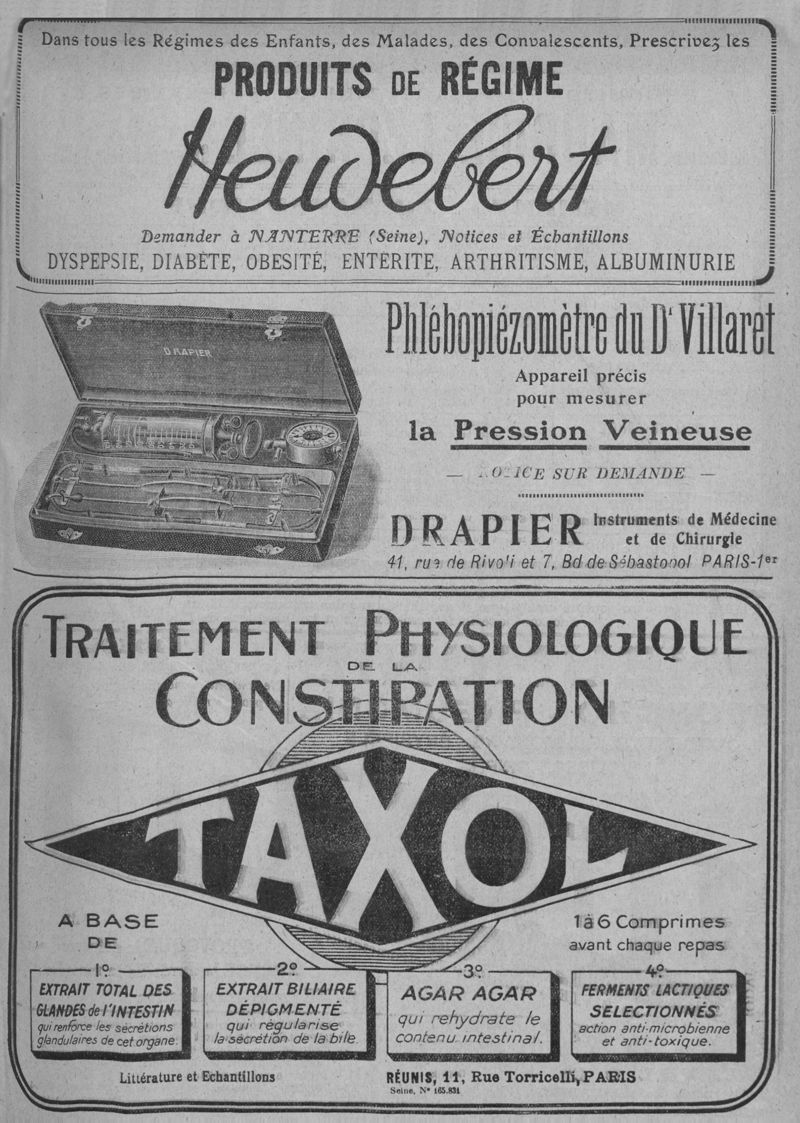 Dans tous les Régimes des Enfants, des Malades, des Convalescents, Prescrivez les
PRODUITS DE RÉGIME
Heudebert
Demander à NANTERRE (Seine), Notices et Échantillons
DYSPEPSIE, DIABÈTE, OBESITÉ, ENTERITE, ARTHRITISME, ALBUMINURIE
DRAPIER
Phlébopiézomètre du Dr Villaret
Appareil précis
pour mesurer
la Pression Veineuse
— NOTICE SUR DEMANDE —
DRAPIER Instruments de Médecine
et de Chirurgie
41, rue de Rivoli et 7, Bd de Sébastopol PARIS-1er
TRAITEMENT PHYSIOLOGIQUE
DE LA
CONSTIPATION
TAXOL
A BASE
DE
1 à 6 Comprimes
avant chaque repas
1º
EXTRAIT TOTAL DES
GLANDES de l'INTESTIN
qui renforce les sécrétions
glandulaires de cet organe.
2º
EXTRAIT BILIAIRE
DÉPIGMENTÉ
qui régularise
la sécrétion de la bile.
3º
AGAR AGAR
qui rehydrate le
contenu intestinal.
4º
FERMENTS LACTIQUES
SELECTIONNÉS
action anti-microbienne
et anti-toxique.
Littérature et Echantillons RÉUNIS, 11, Rue Torricelli, PARIS
Seine, Nº 165.831